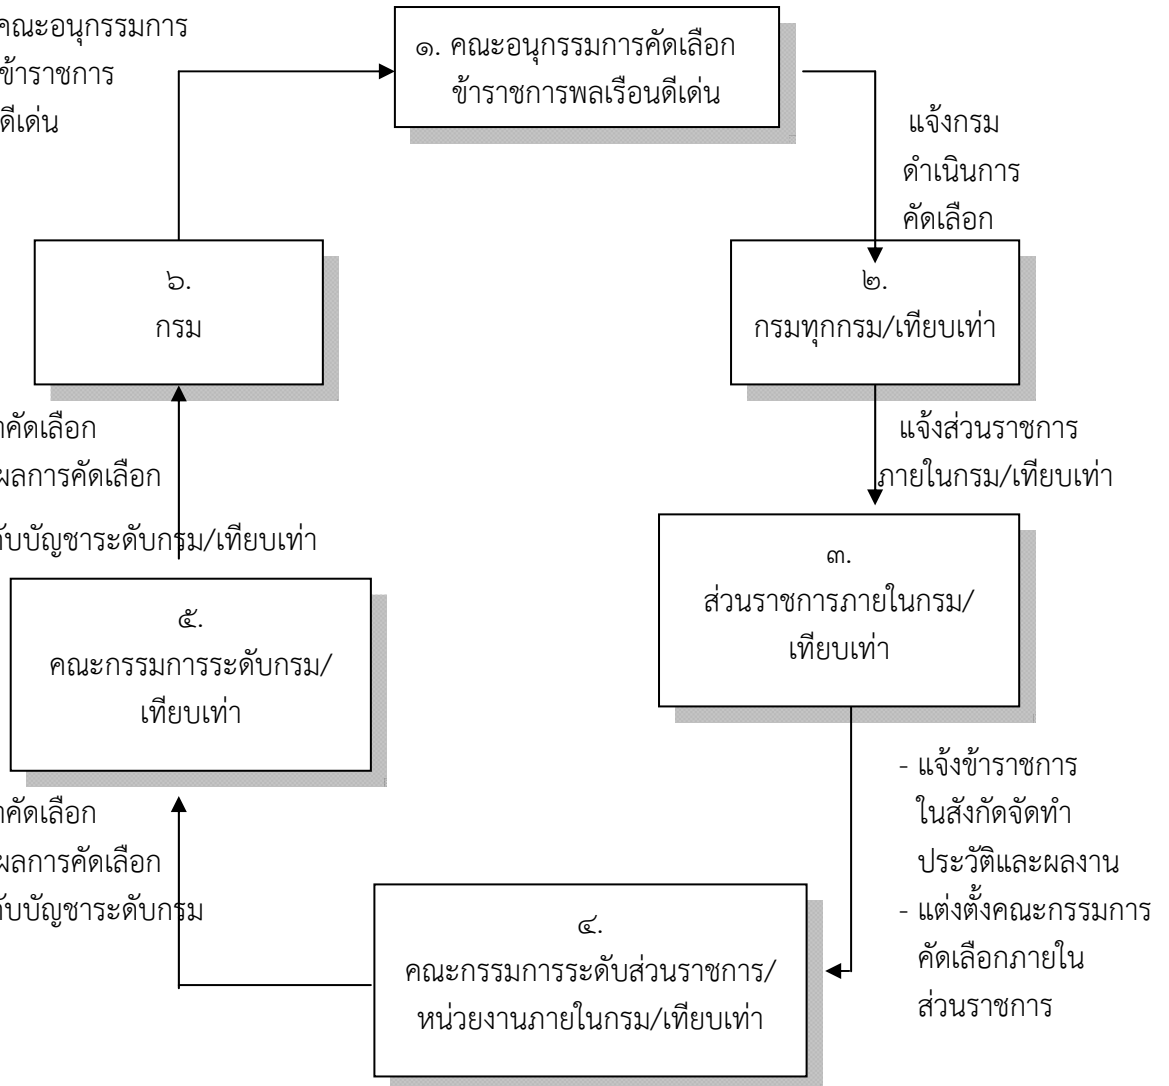 คณะอนุกรรมการ
ข้าราชการ
ดีเด่น
๑. คณะอนุกรรมการคัดเลือก
ข้าราชการพลเรือนดีเด่น
แจ้งกรม
ดำเนินการ
คัดเลือก
๒.
กรมทุกกรม/เทียบเท่า
แจ้งส่วนราชการ
ภายในกรม/เทียบเท่า
๓.
ส่วนราชการภายในกรม/
เทียบเท่า
- แจ้งข้าราชการ
ในสังกัดจัดทำ
ประวัติและผลงาน
- แต่งตั้งคณะกรรมการ
คัดเลือกภายใน
ส่วนราชการ
๔.
คณะกรรมการระดับส่วนราชการ/
หน่วยงานภายในกรม/เทียบเท่า
คัดเลือก
ผลการคัดเลือก
บบัญชาระดับกรม
๕.
คณะกรรมการระดับกรม/
เทียบเท่า
คัดเลือก
ผลการคัดเลือก
บบัญชาระดับกรม/เทียบเท่า
๖.
กรม